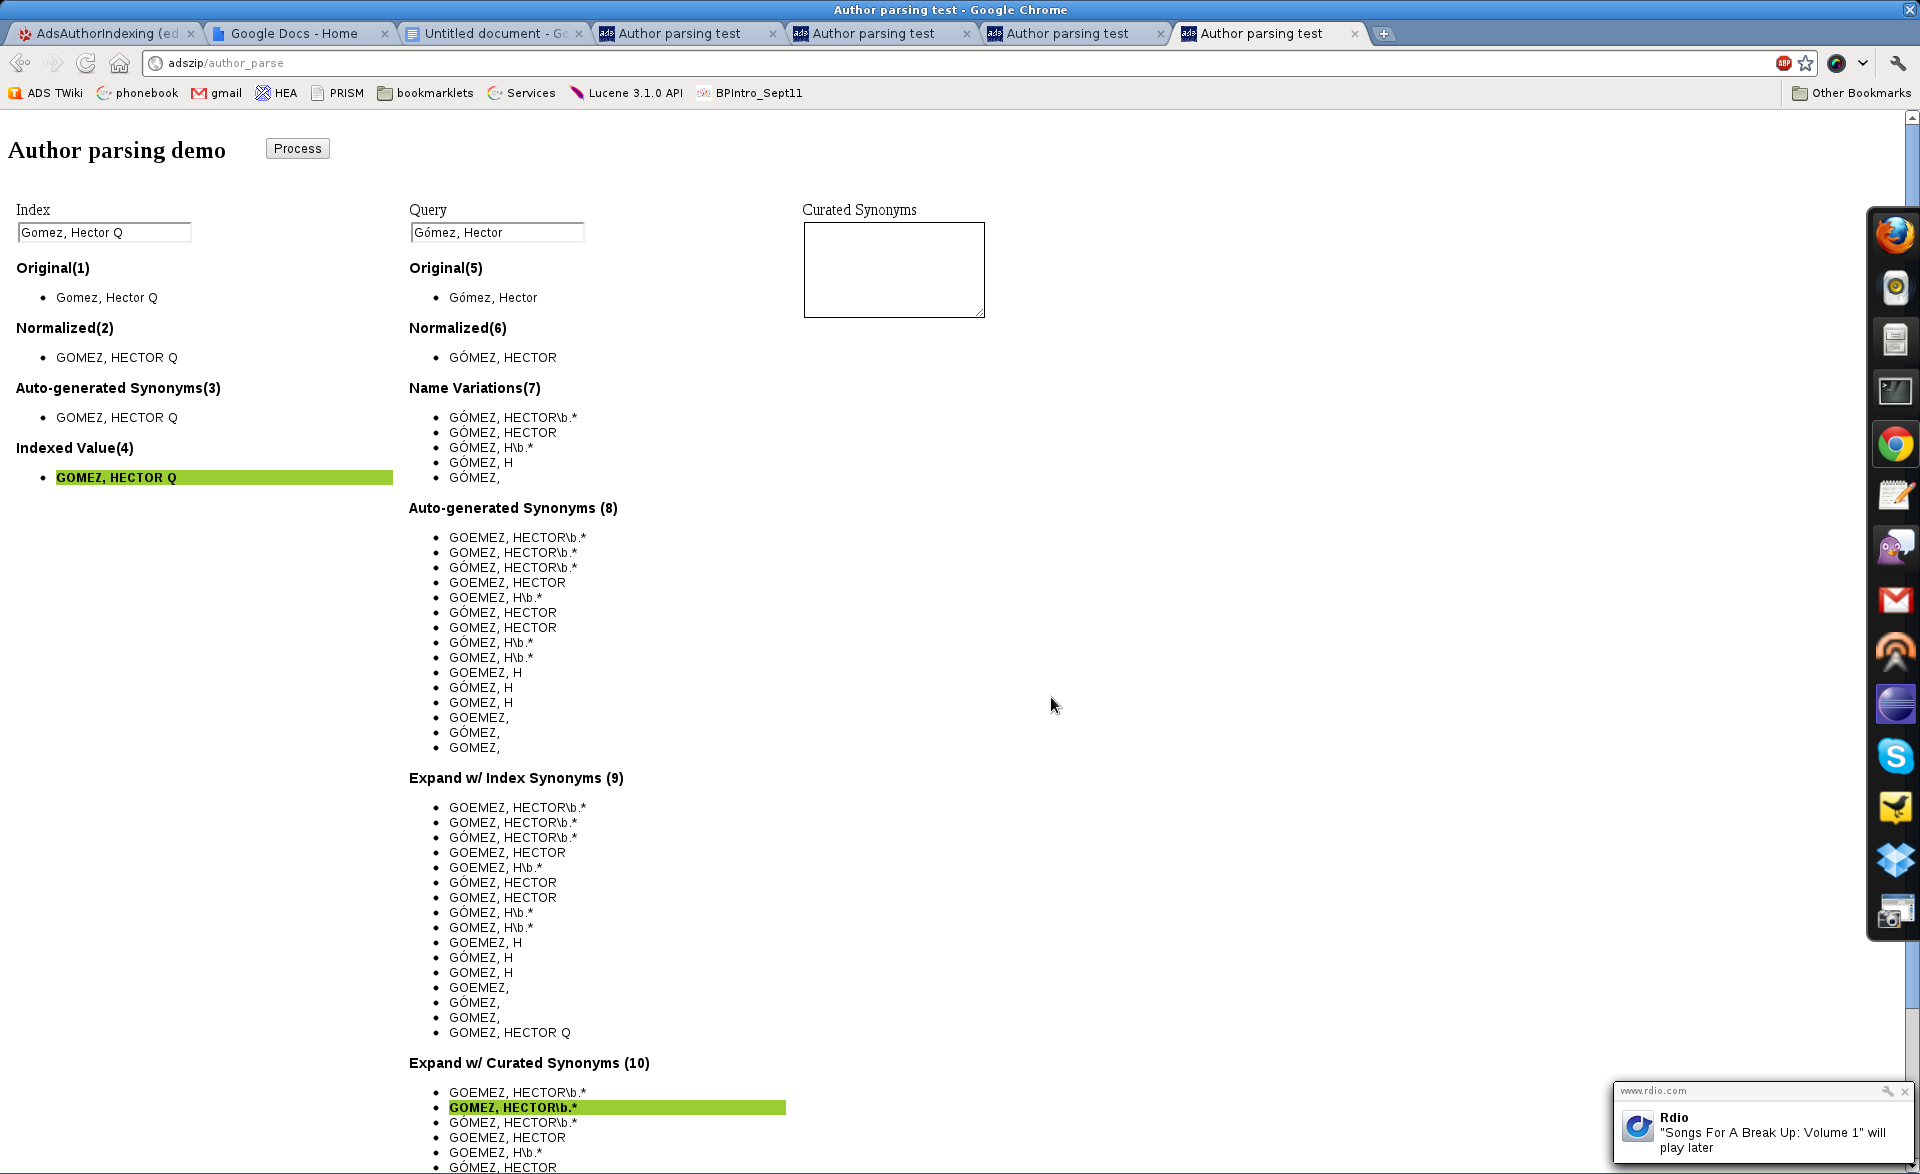 Author parsing test - Google Chrome
AdsAuthorIndexing (ed
Google Docs - Home
Untitled document - Go
Author parsing test
Author parsing test
Author parsing test
Author parsing test
adszip/author_parse
ABP
ADS TWiki
phonebook
gmail
HEA
PRISM
bookmarklets
Services
Lucene 3.1.0 API
BPIntro_Sept11
Other Bookmarks
Author parsing demo
Process
Index
Gomez, Hector Q
Original(1)
Gomez, Hector Q
Normalized(2)
GOMEZ, HECTOR Q
Auto-generated Synonyms(3)
GOMEZ, HECTOR Q
Indexed Value(4)
GOMEZ, HECTOR Q
Query
Gómez, Hector
Original(5)
Gómez, Hector
Normalized(6)
GÓMEZ, HECTOR
Name Variations(7)
GÓMEZ, HECTOR\b.*
GÓMEZ, HECTOR
GÓMEZ, H\b.*
GÓMEZ, H
GÓMEZ,
Auto-generated Synonyms (8)
GOEMEZ, HECTOR\b.*
GOMEZ, HECTOR\b.*
GÓMEZ, HECTOR\b.*
GOEMEZ, HECTOR
GOEMEZ, H\b.*
GÓMEZ, HECTOR
GOMEZ, HECTOR
GÓMEZ, H\b.*
GOMEZ, H\b.*
GOEMEZ, H
GÓMEZ, H
GOMEZ, H
GOEMEZ,
GÓMEZ,
GOMEZ,
Expand w/ Index Synonyms (9)
GOEMEZ, HECTOR\b.*
GOMEZ, HECTOR\b.*
GÓMEZ, HECTOR\b.*
GOEMEZ, HECTOR
GOEMEZ, H\b.*
GÓMEZ, HECTOR
GOMEZ, HECTOR
GÓMEZ, H\b.*
GOMEZ, H\b.*
GOEMEZ, H
GÓMEZ, H
GOMEZ, H
GOEMEZ,
GÓMEZ,
GOMEZ,
GOMEZ, HECTOR Q
Expand w/ Curated Synonyms (10)
GOEMEZ, HECTOR\b.*
GOMEZ, HECTOR\b.*
GÓMEZ, HECTOR\b.*
GOEMEZ, HECTOR
GOEMEZ, H\b.*
GÓMEZ, HECTOR
Curated Synonyms
www.rdio.com
Rdio
"Songs For A Break Up: Volume 1" will
play later